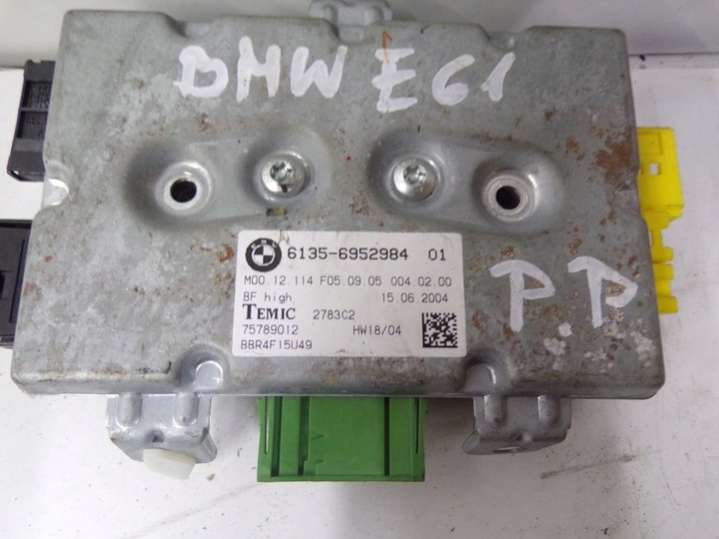 BMW E61
BMW 6135-6952984 01
M00.12.114 F05.09.05 004.02.00
BF high 15.06.2004
TEMIC 2783C2
75789012 HW18/04
BBR4F15U49
P.P